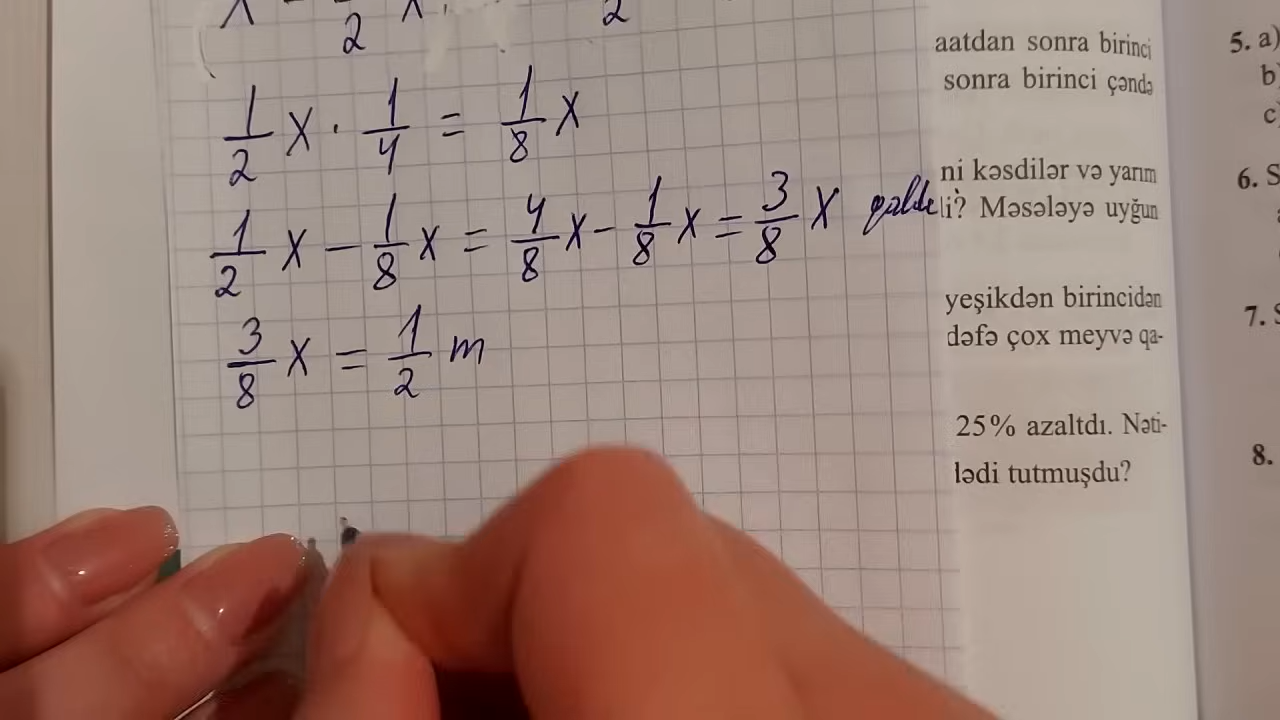 x - 1/2 x
1/2 x · 1/4 = 1/8 x
1/2 x - 1/8 x = 4/8 x - 1/8 x = 3/8 x qaldı
3/8 x = 1/2 m
aatdan sonra birinci
sonra birinci çəndə
ni kəsdilər və yarım
li? Məsələyə uyğun
yeşikdən birincidən
dəfə çox meyvə qa-
25% azaltdı. Nəti-
lədi tutmuşdu?
5. a)
b)
c)
6. S
7. S
8.